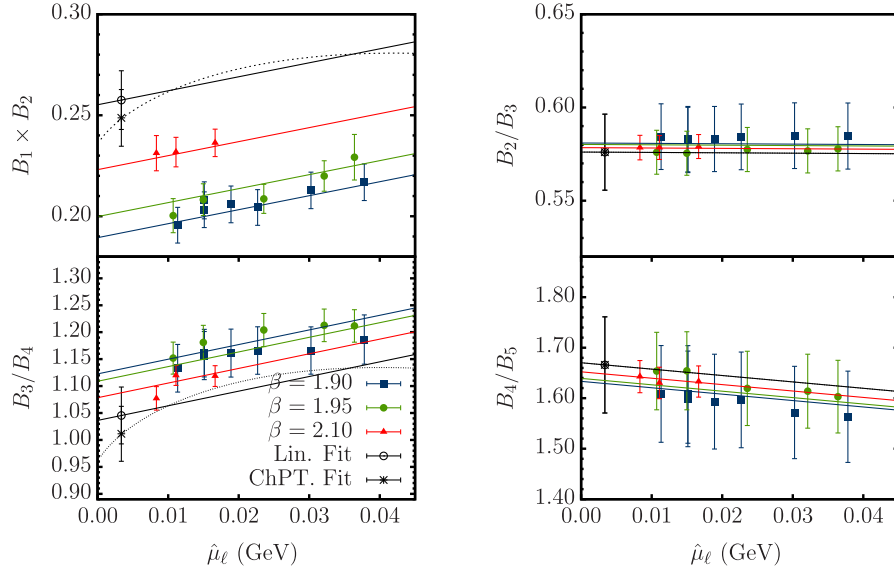 B₁ × B₂
0.30
0.25
0.20
B₂/B₃
0.60
0.55
B₃/B₄
1.30
1.25
1.20
1.15
1.10
1.05
1.00
0.95
0.90
β = 1.90
β = 1.95
β = 2.10
Lin. Fit
ChPT. Fit
0.00 0.01 0.02 0.03 0.04
μ̂ℓ (GeV)
B₄/B₅
1.80
1.70
1.60
1.50
1.40
0.00 0.01 0.02 0.03 0.04
μ̂ℓ (GeV)